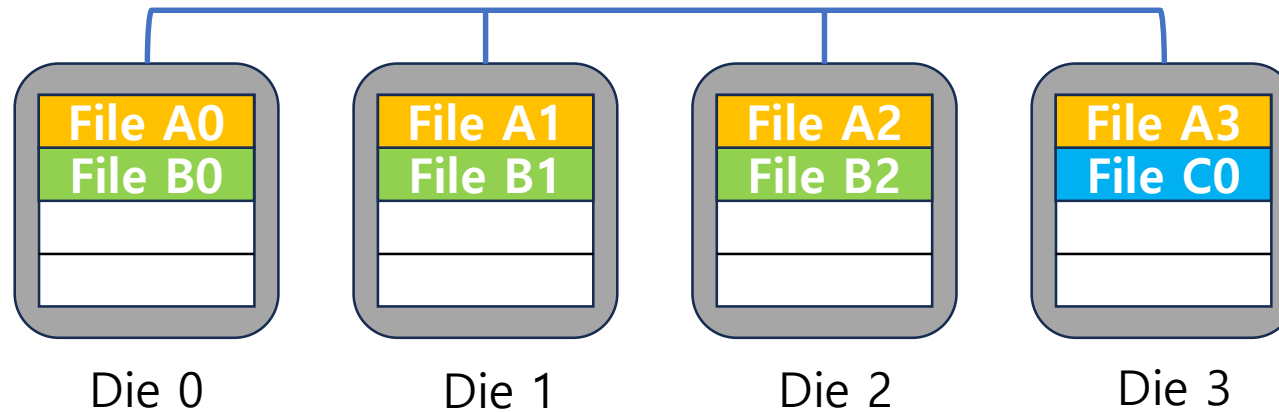 File A0
File A1
File A2
File A3
File B0
File B1
File B2
File C0
Die 0
Die 1
Die 2
Die 3